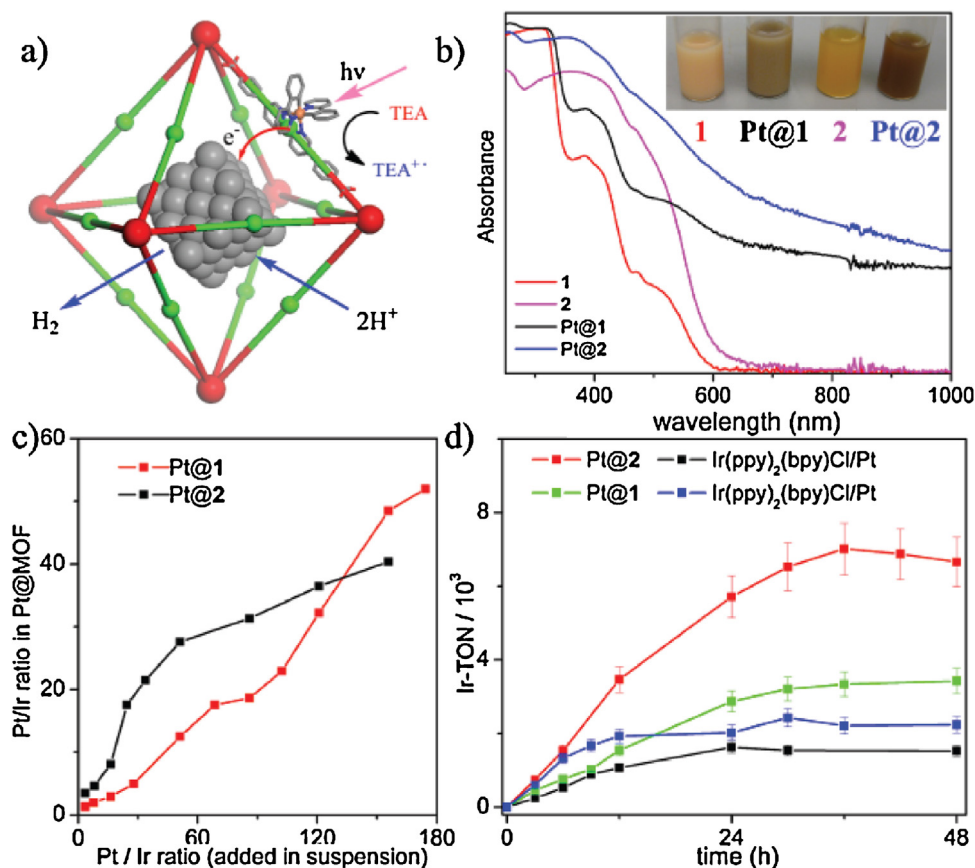 a)
hν
TEA
e⁻
TEA⁺·
H₂
2H⁺
b)
1 Pt@1 2 Pt@2
Absorbance
1
2
Pt@1
Pt@2
400 600 800 1000
wavelength (nm)
c)
60
40
20
0
Pt/Ir ratio in Pt@MOF
Pt@1
Pt@2
0 60 120 180
Pt / Ir ratio (added in suspension)
d)
Pt@2 Ir(ppy)₂(bpy)Cl/Pt
Pt@1 Ir(ppy)₂(bpy)Cl/Pt
8
4
0
Ir-TON / 10³
0 12 24 36 48
time (h)